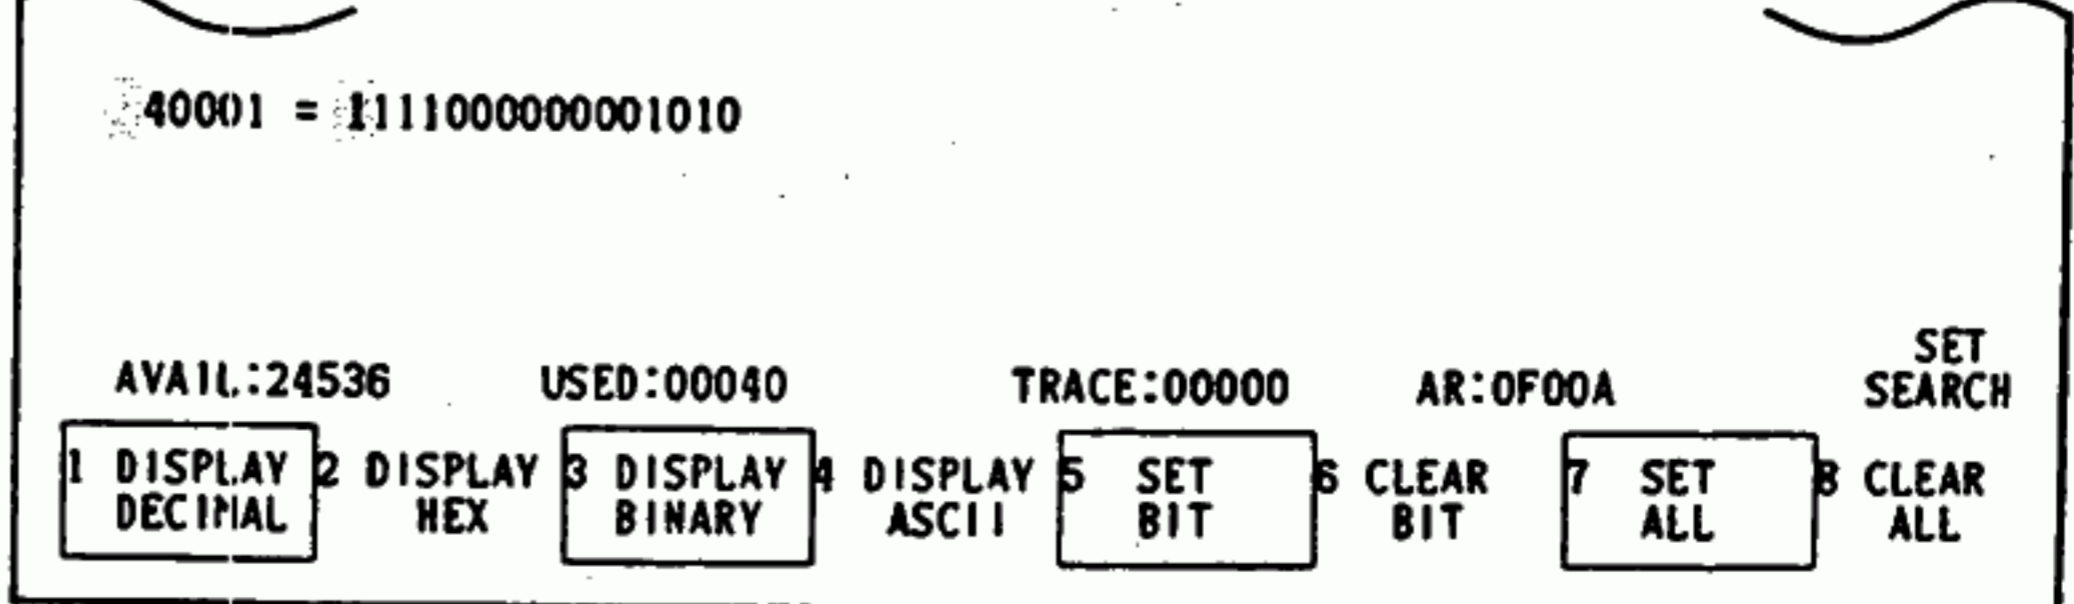 40001 = 1111000000001010
SET
AVAIL:24536 USED:00040 TRACE:00000 AR:0F00A SEARCH
1 DISPLAY 2 DISPLAY 3 DISPLAY 4 DISPLAY 5 SET 6 CLEAR 7 SET 8 CLEAR
DECIMAL HEX BINARY ASCII BIT BIT ALL ALL